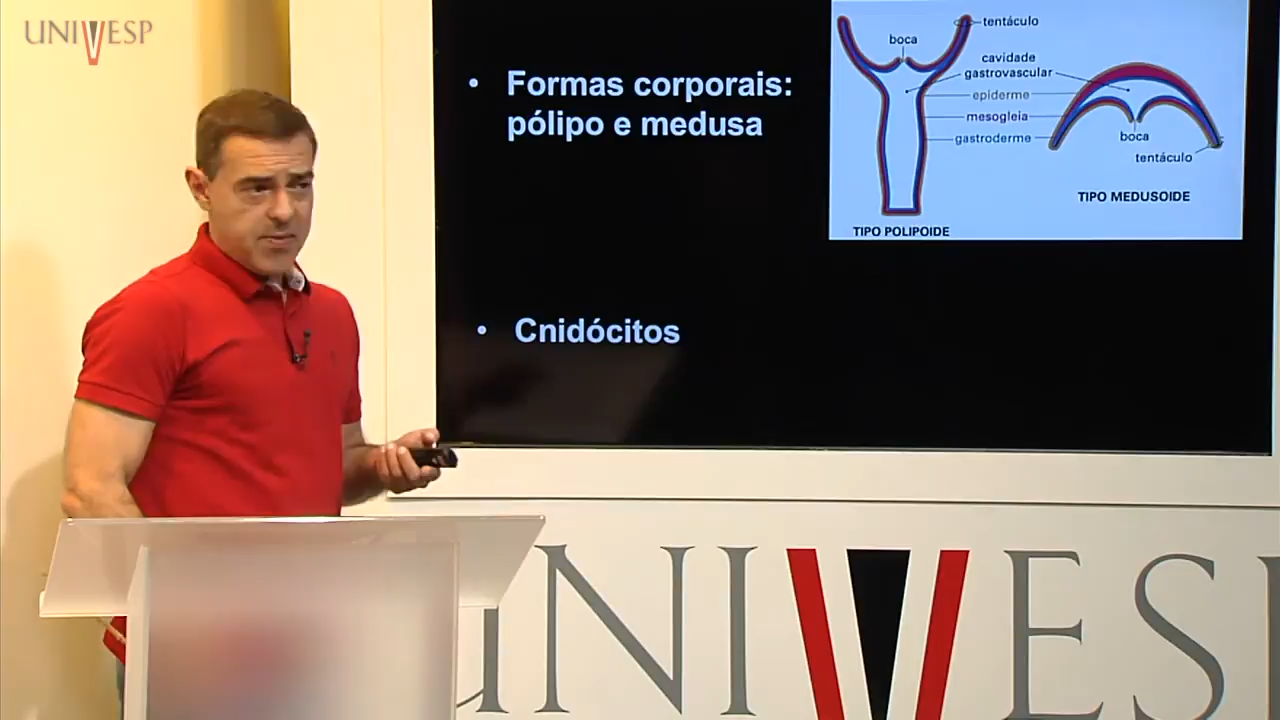 UNIVESP
• Formas corporais:
pólipo e medusa
• Cnidócitos
tentáculo
boca
cavidade
gastrovascular
epiderme
mesogleia
gastroderme
boca
tentáculo
TIPO MEDUSOIDE
TIPO POLIPOIDE
UNIVESP